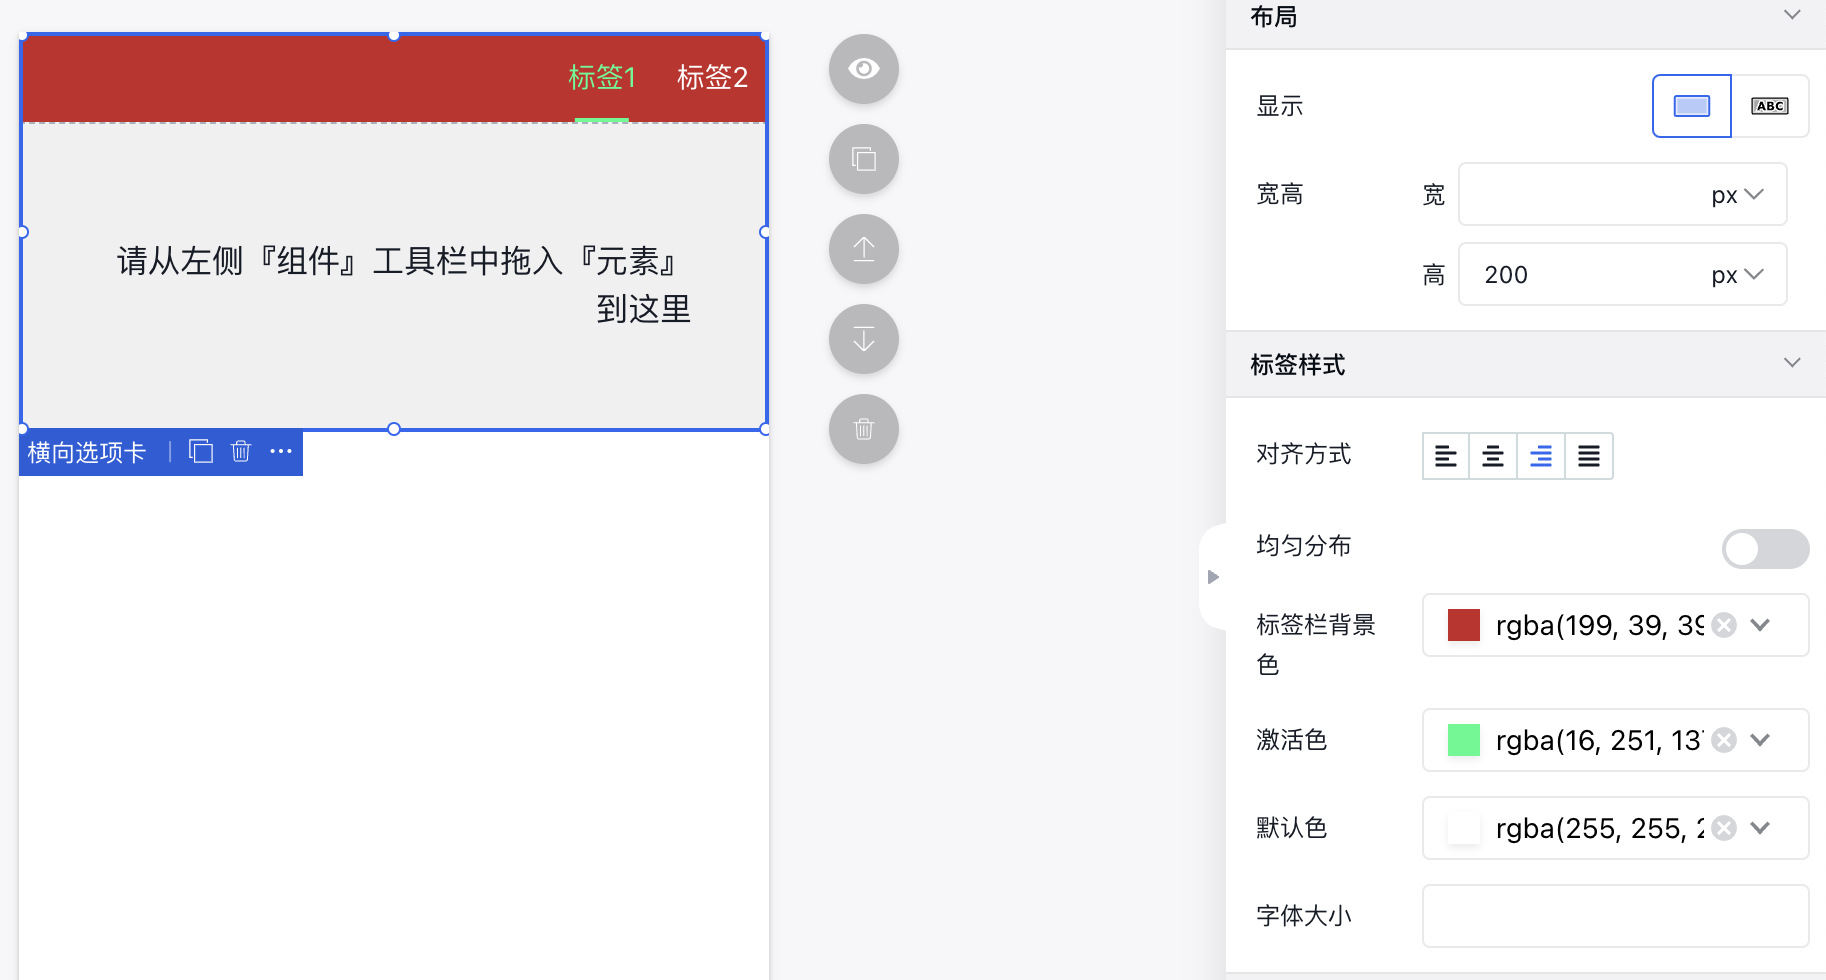 标签1 标签2
请从左侧『组件』工具栏中拖入『元素』
到这里
横向选项卡
布局
显示
ABC
宽高
宽
px
高
200
px
标签样式
对齐方式
均匀分布
标签栏背景
色
rgba(199, 39, 39
激活色
rgba(16, 251, 13
默认色
rgba(255, 255, 2
字体大小